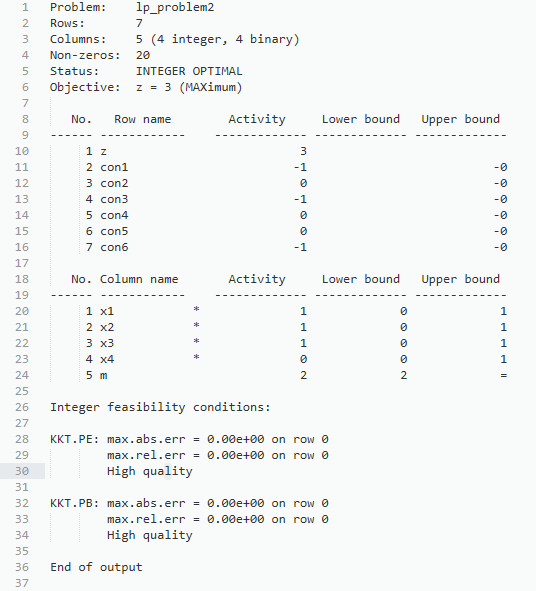 1 Problem:    lp_problem2
2 Rows:       7
3 Columns:    5 (4 integer, 4 binary)
4 Non-zeros:  20
5 Status:     INTEGER OPTIMAL
6 Objective:  z = 3 (MAXimum)
7
8    No.   Row name        Activity     Lower bound   Upper bound
9 ------ ------------    ------------- ------------- -------------
10      1 z                           3
11      2 con1                       -1                          -0
12      3 con2                        0                          -0
13      4 con3                       -1                          -0
14      5 con4                        0                          -0
15      6 con5                        0                          -0
16      7 con6                       -1                          -0
17
18    No. Column name       Activity     Lower bound   Upper bound
19 ------ ------------    ------------- ------------- -------------
20      1 x1           *              1             0             1
21      2 x2           *              1             0             1
22      3 x3           *              1             0             1
23      4 x4           *              0             0             1
24      5 m                           2             2             =
25
26 Integer feasibility conditions:
27
28 KKT.PE: max.abs.err = 0.00e+00 on row 0
29         max.rel.err = 0.00e+00 on row 0
30         High quality
31
32 KKT.PB: max.abs.err = 0.00e+00 on row 0
33         max.rel.err = 0.00e+00 on row 0
34         High quality
35
36 End of output
37